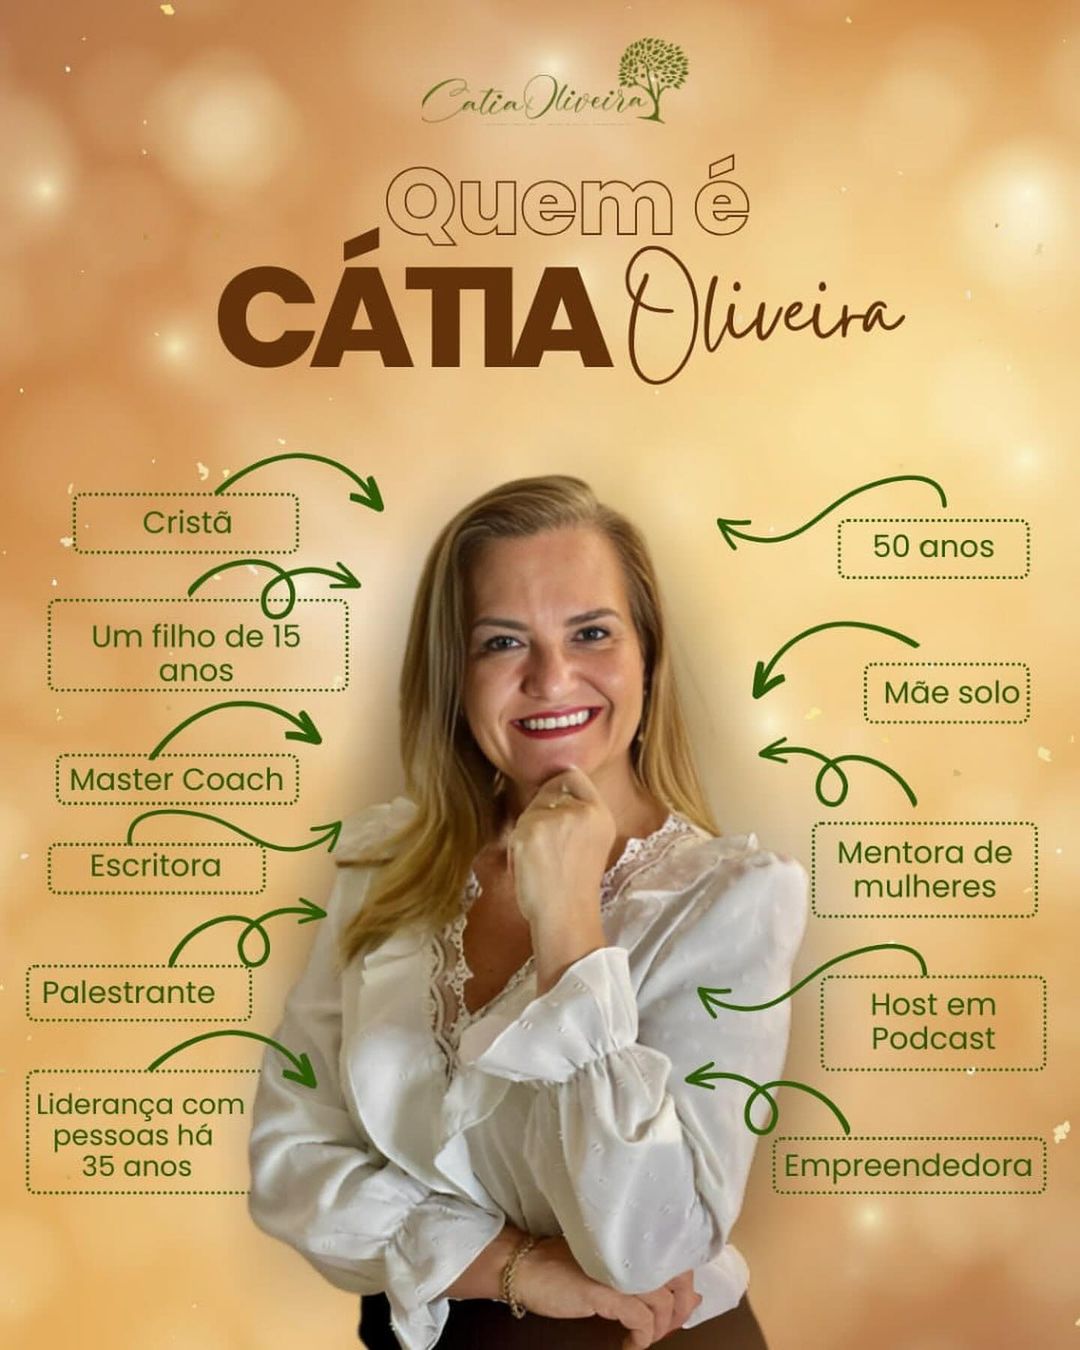 Catia Oliveira
Quem é
CÁTIA Oliveira
Cristã
Um filho de 15
anos
Master Coach
Escritora
Palestrante
Liderança com
pessoas há
35 anos
50 anos
Mãe solo
Mentora de
mulheres
Host em
Podcast
Empreendedora